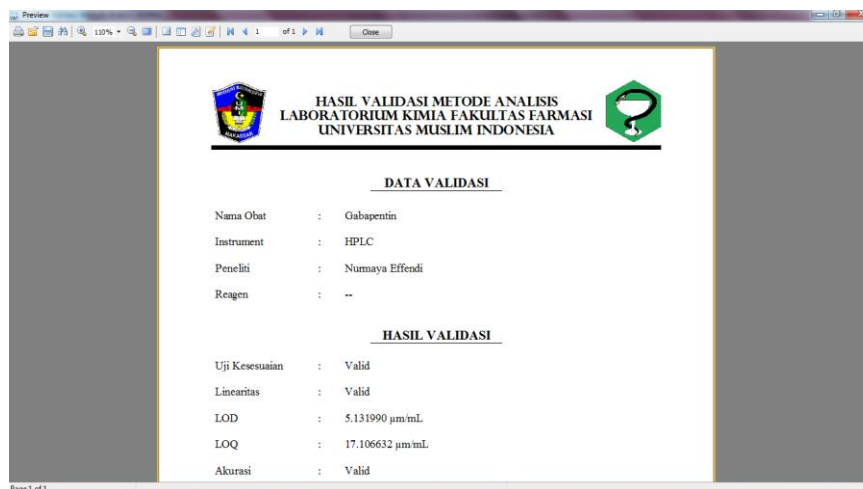 Preview
110%
1 of 1
Close
HASIL VALIDASI METODE ANALISIS
LABORATORIUM KIMIA FAKULTAS FARMASI
UNIVERSITAS MUSLIM INDONESIA
DATA VALIDASI
Nama Obat : Gabapentin
Instrument : HPLC
Peneliti : Nurmaya Effendi
Reagen : --
HASIL VALIDASI
Uji Kesesuaian : Valid
Linearitas : Valid
LOD : 5.131990 µm/mL
LOQ : 17.106632 µm/mL
Akurasi : Valid
Page 1 of 1